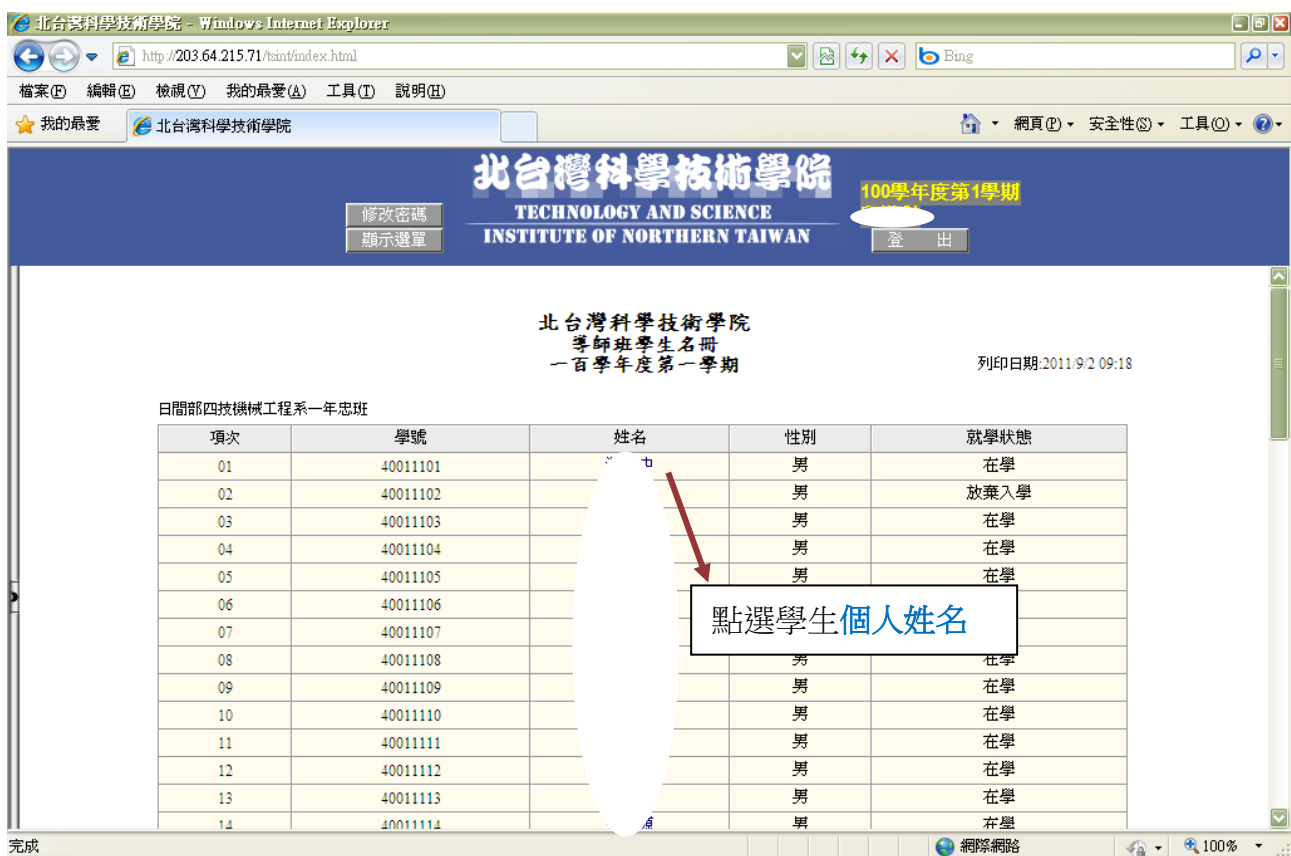 北台灣科學技術學院 - Windows Internet Explorer
http://203.64.215.71/tsint/index.html
Bing
檔案(F) 編輯(E) 檢視(V) 我的最愛(A) 工具(T) 說明(H)
我的最愛 北台灣科學技術學院 網頁(P) 安全性(S) 工具(O)
北台灣科學技術學院
100學年度第1學期
修改密碼 TECHNOLOGY AND SCIENCE
顯示選單 INSTITUTE OF NORTHERN TAIWAN 登 出
北台灣科學技術學院
導師班學生名冊
一百學年度第一學期 列印日期:2011/9/2 09:18
日間部四技機械工程系一年忠班
項次 學號 姓名 性別 就學狀態
01 40011101 男 在學
02 40011102 男 放棄入學
03 40011103 男 在學
04 40011104 男 在學
05 40011105 男 在學
06 40011106
點選學生個人姓名
07 40011107
08 40011108 男 在學
09 40011109 男 在學
10 40011110 男 在學
11 40011111 男 在學
12 40011112 男 在學
13 40011113 男 在學
14 40011114 男 在學
完成 網際網路 100%